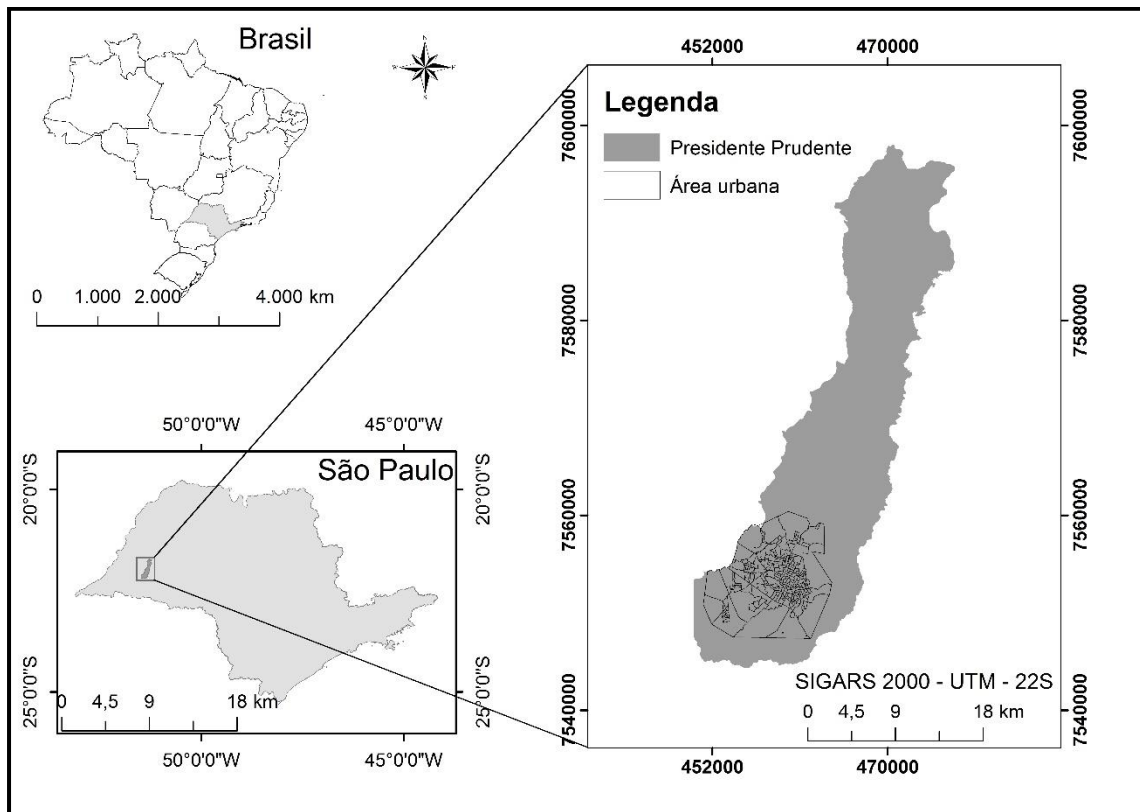 Brasil
N
0 1.000 2.000 4.000 km
50°0'0"W 45°0'0"W
São Paulo
20°0'0"S 20°0'0"S
25°0'0"S 25°0'0"S
0 4,5 9 18 km
50°0'0"W 45°0'0"W
452000 470000
Legenda
Presidente Prudente
Área urbana
7600000 7600000
7580000 7580000
7560000 7560000
7540000 7540000
SIGARS 2000 - UTM - 22S
0 4,5 9 18 km
452000 470000